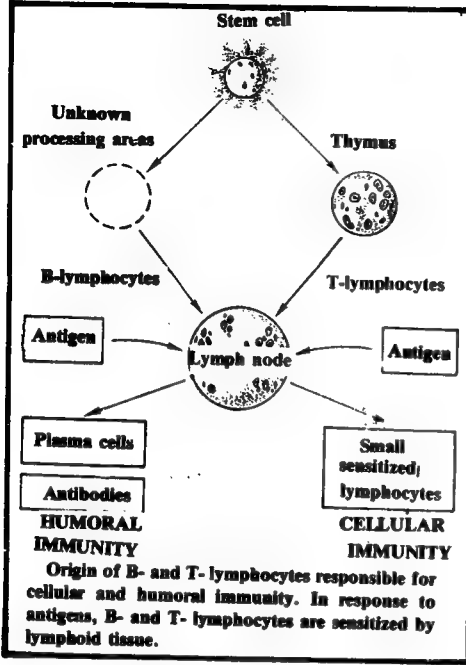 Stem cell
Unknown
processing areas
Thymus
B-lymphocytes
T-lymphocytes
Antigen
Lymph node
Antigen
Plasma cells
Antibodies
HUMORAL
IMMUNITY
Small
sensitized
lymphocytes
CELLULAR
IMMUNITY
Origin of B- and T- lymphocytes responsible for
cellular and humoral immunity. In response to
antigens, B- and T- lymphocytes are sensitized by
lymphoid tissue.